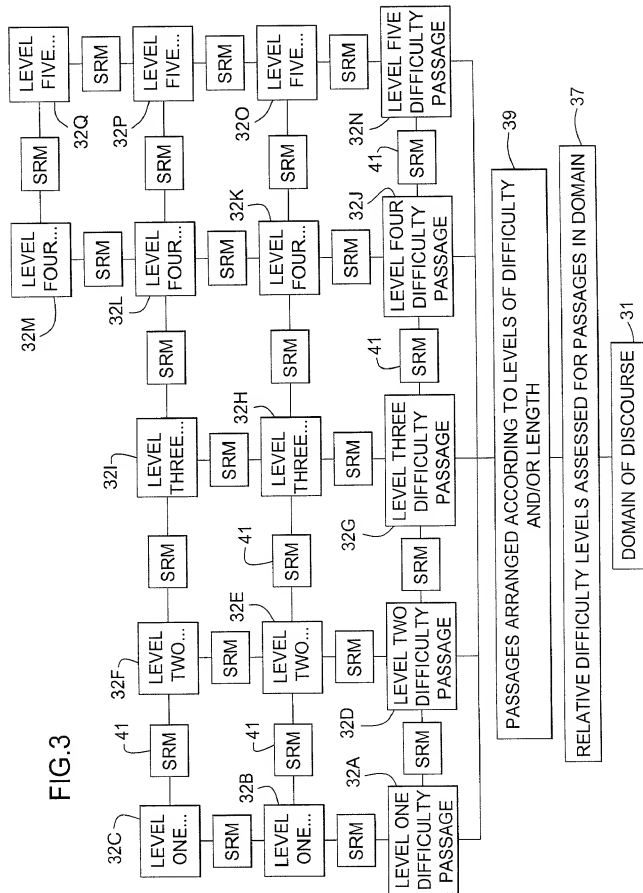 FIG.3
LEVEL
FOUR...
32M
SRM
LEVEL
FIVE...
32Q
SRM
SRM
32C
LEVEL
ONE...
41
SRM
32F
LEVEL
TWO...
SRM
32I
LEVEL
THREE...
SRM
LEVEL
FOUR...
32L
SRM
LEVEL
FIVE...
32P
SRM
SRM
SRM
SRM
SRM
32B
LEVEL
ONE...
41
SRM
32E
LEVEL
TWO...
41
SRM
32H
LEVEL
THREE...
SRM
32K
LEVEL
FOUR...
SRM
LEVEL
FIVE...
32O
SRM
SRM
SRM
SRM
SRM
32A
LEVEL ONE
DIFFICULTY
PASSAGE
SRM
32D
LEVEL TWO
DIFFICULTY
PASSAGE
SRM
32G
LEVEL THREE
DIFFICULTY
PASSAGE
41
SRM
32J
LEVEL FOUR
DIFFICULTY
PASSAGE
41
SRM
32N
LEVEL FIVE
DIFFICULTY
PASSAGE
39
PASSAGES ARRANGED ACCORDING TO LEVELS OF DIFFICULTY
AND/OR LENGTH
37
RELATIVE DIFFICULTY LEVELS ASSESSED FOR PASSAGES IN DOMAIN
31
DOMAIN OF DISCOURSE